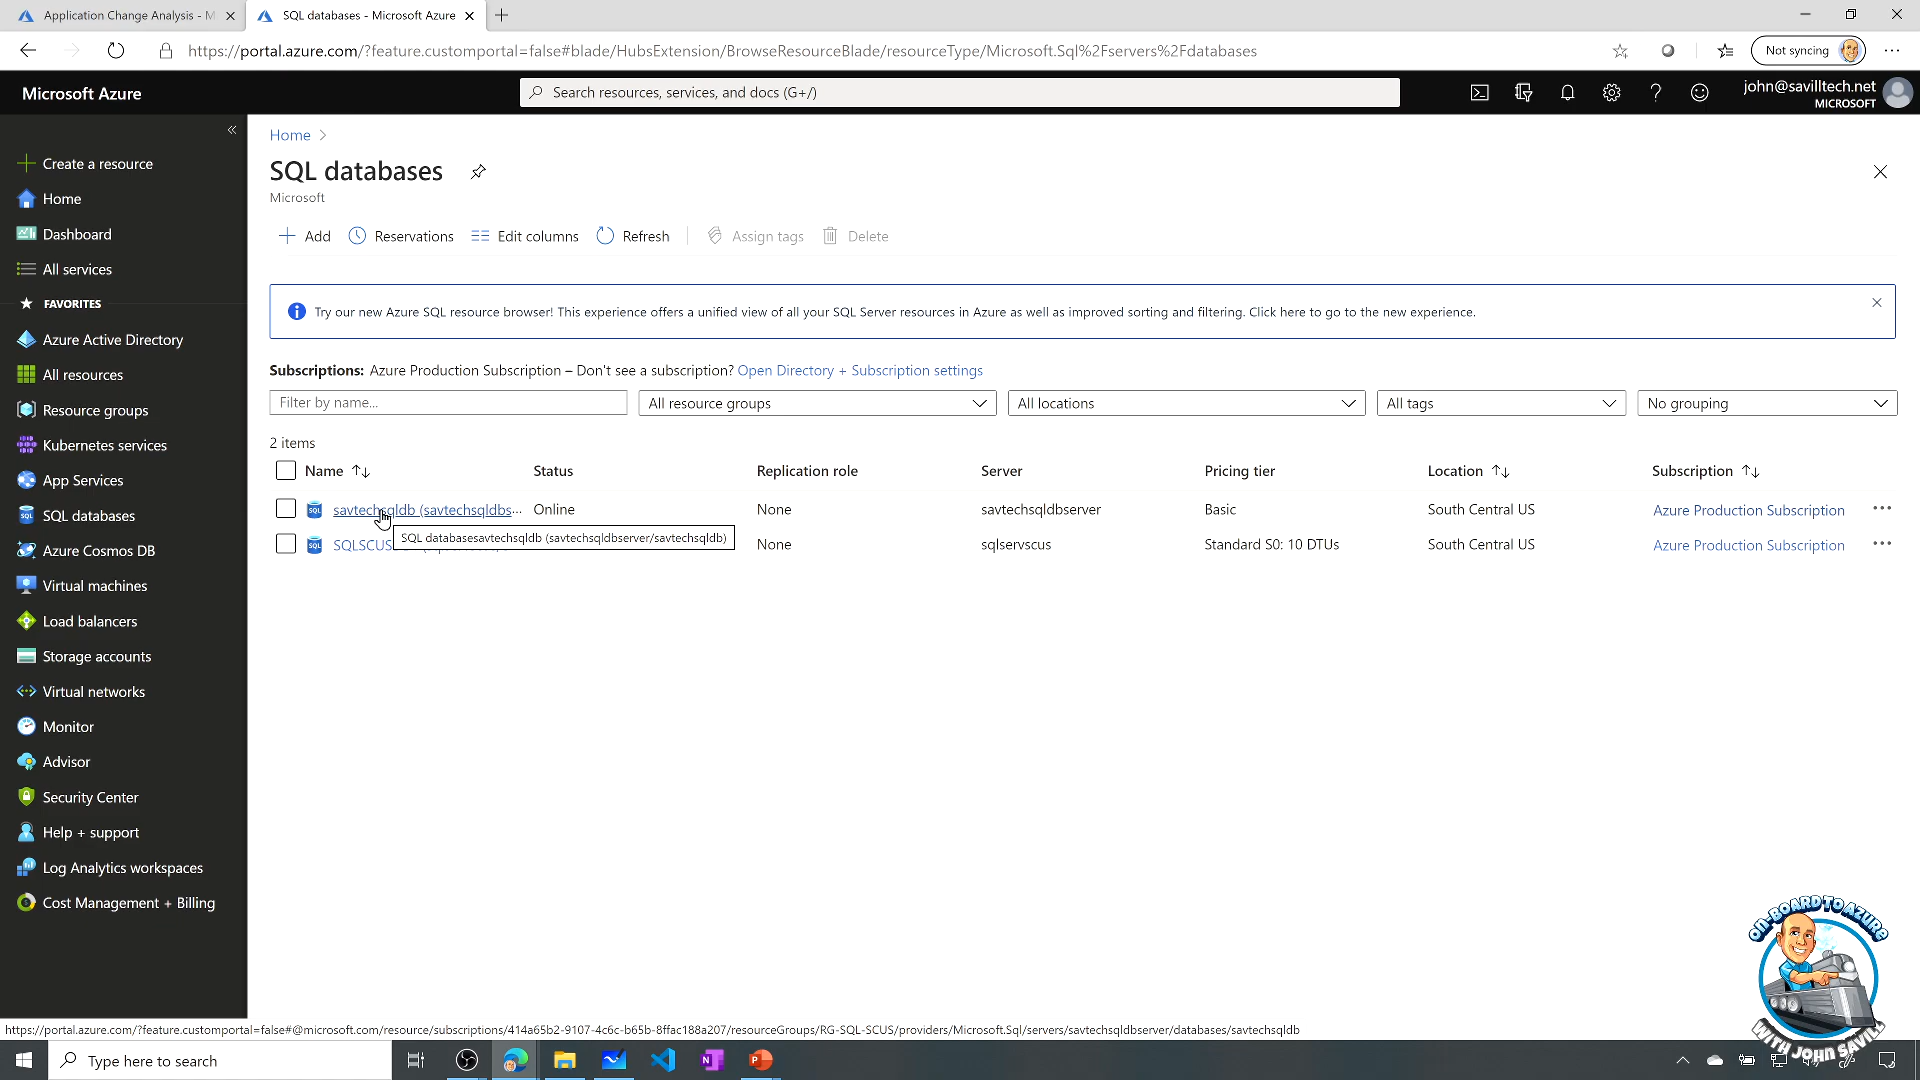 Application Change Analysis - M
SQL databases - Microsoft Azure
https://portal.azure.com/?feature.customportal=false#blade/HubsExtension/BrowseResourceBlade/resourceType/Microsoft.Sql%2Fservers%2Fdatabases
Not syncing
Microsoft Azure
Search resources, services, and docs (G+/)
john@savilltech.net
MICROSOFT
Create a resource
Home
Dashboard
All services
FAVORITES
Azure Active Directory
All resources
Resource groups
Kubernetes services
App Services
SQL databases
Azure Cosmos DB
Virtual machines
Load balancers
Storage accounts
Virtual networks
Monitor
Advisor
Security Center
Help + support
Log Analytics workspaces
Cost Management + Billing
Home
SQL databases
Microsoft
Add
Reservations
Edit columns
Refresh
Assign tags
Delete
Try our new Azure SQL resource browser! This experience offers a unified view of all your SQL Server resources in Azure as well as improved sorting and filtering. Click here to go to the new experience.
Subscriptions: Azure Production Subscription – Don't see a subscription? Open Directory + Subscription settings
Filter by name...
All resource groups
All locations
All tags
No grouping
2 items
Name Status Replication role Server Pricing tier Location Subscription
SQL savtechsqldb (savtechsqldbs... Online None savtechsqldbserver Basic South Central US Azure Production Subscription
SQL databasesavtechsqldb (savtechsqldbserver/savtechsqldb)
SQL SQLSCUS None sqlservscus Standard S0: 10 DTUs South Central US Azure Production Subscription
ON-BOARD TO AZURE
WITH JOHN SAVILL
https://portal.azure.com/?feature.customportal=false#@microsoft.com/resource/subscriptions/414a65b2-9107-4c6c-b65b-8ffac188a207/resourceGroups/RG-SQL-SCUS/providers/Microsoft.Sql/servers/savtechsqldbserver/databases/savtechsqldb
Type here to search